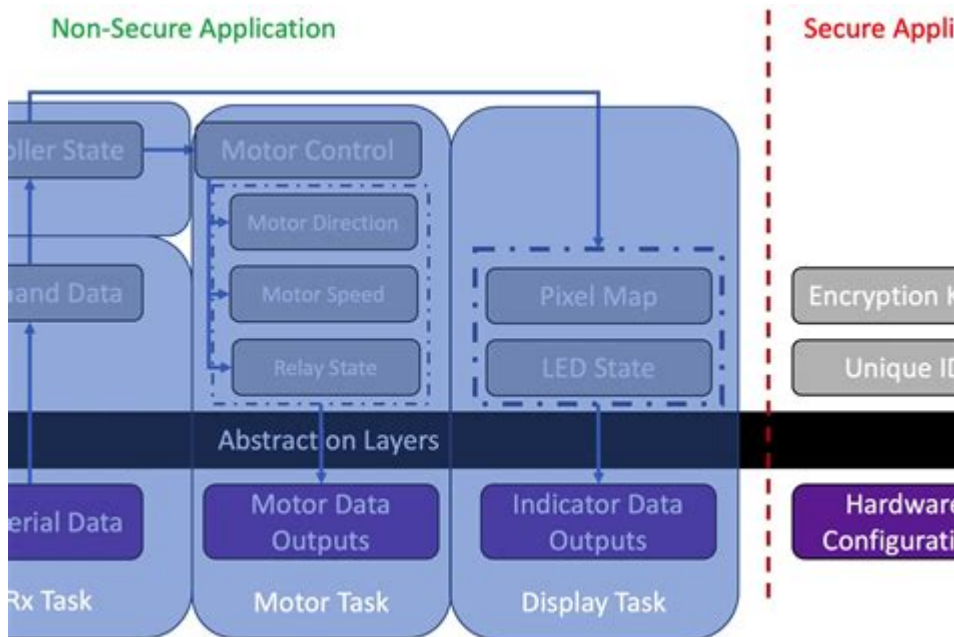 Non-Secure Application
Secure Appli
oller State
Motor Control
Motor Direction
and Data
Motor Speed
Pixel Map
Encryption K
Relay State
LED State
Unique ID
Abstraction Layers
erial Data
Motor Data
Outputs
Indicator Data
Outputs
Hardware
Configurati
Rx Task
Motor Task
Display Task